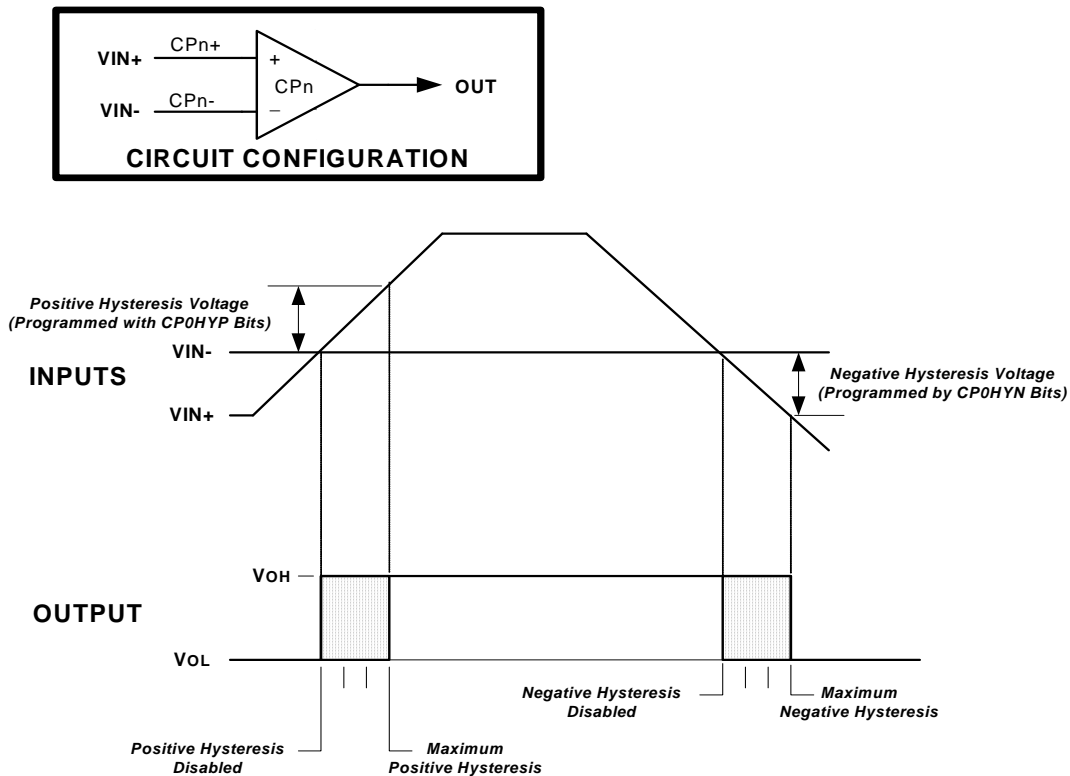 VIN+
CPn+
+
CPn
OUT
VIN-
CPn-
−
CIRCUIT CONFIGURATION
Positive Hysteresis Voltage
(Programmed with CP0HYP Bits)
VIN-
INPUTS
Negative Hysteresis Voltage
(Programmed by CP0HYN Bits)
VIN+
VOH
OUTPUT
VOL
Negative Hysteresis
Disabled
Maximum
Negative Hysteresis
Positive Hysteresis
Disabled
Maximum
Positive Hysteresis